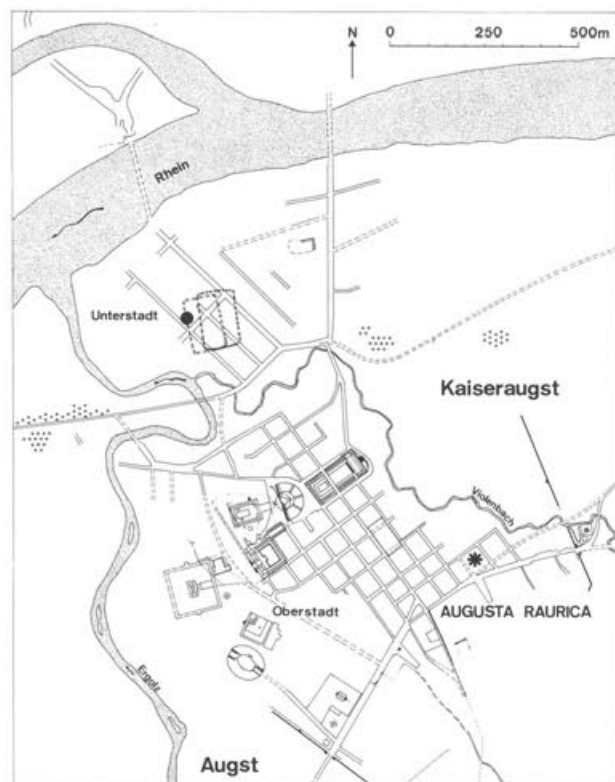 N
0 250 500m
Rhein
Unterstadt
Kaiseraugst
Violenbach
Oberstadt
AUGUSTA RAURICA
Ergolz
Augst